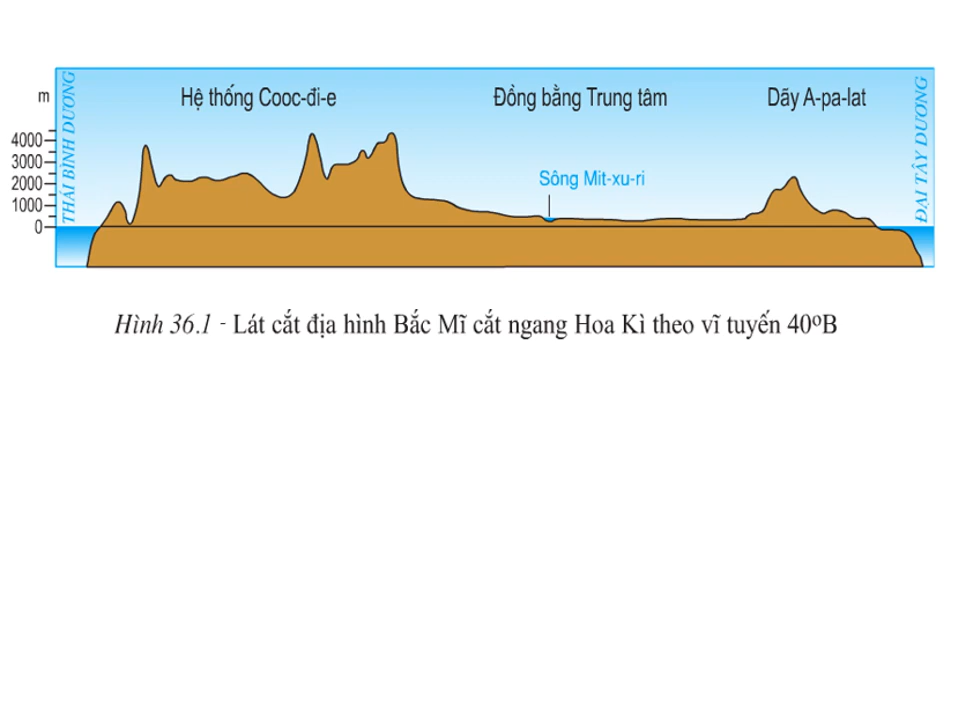 m
4000
3000
2000
1000
0
THÁI BÌNH DƯƠNG
Hệ thống Cooc-đi-e
Đồng bằng Trung tâm
Dãy A-pa-lat
ĐẠI TÂY DƯƠNG
Sông Mit-xu-ri
Hình 36.1 - Lát cắt địa hình Bắc Mĩ cắt ngang Hoa Kì theo vĩ tuyến 40ºB